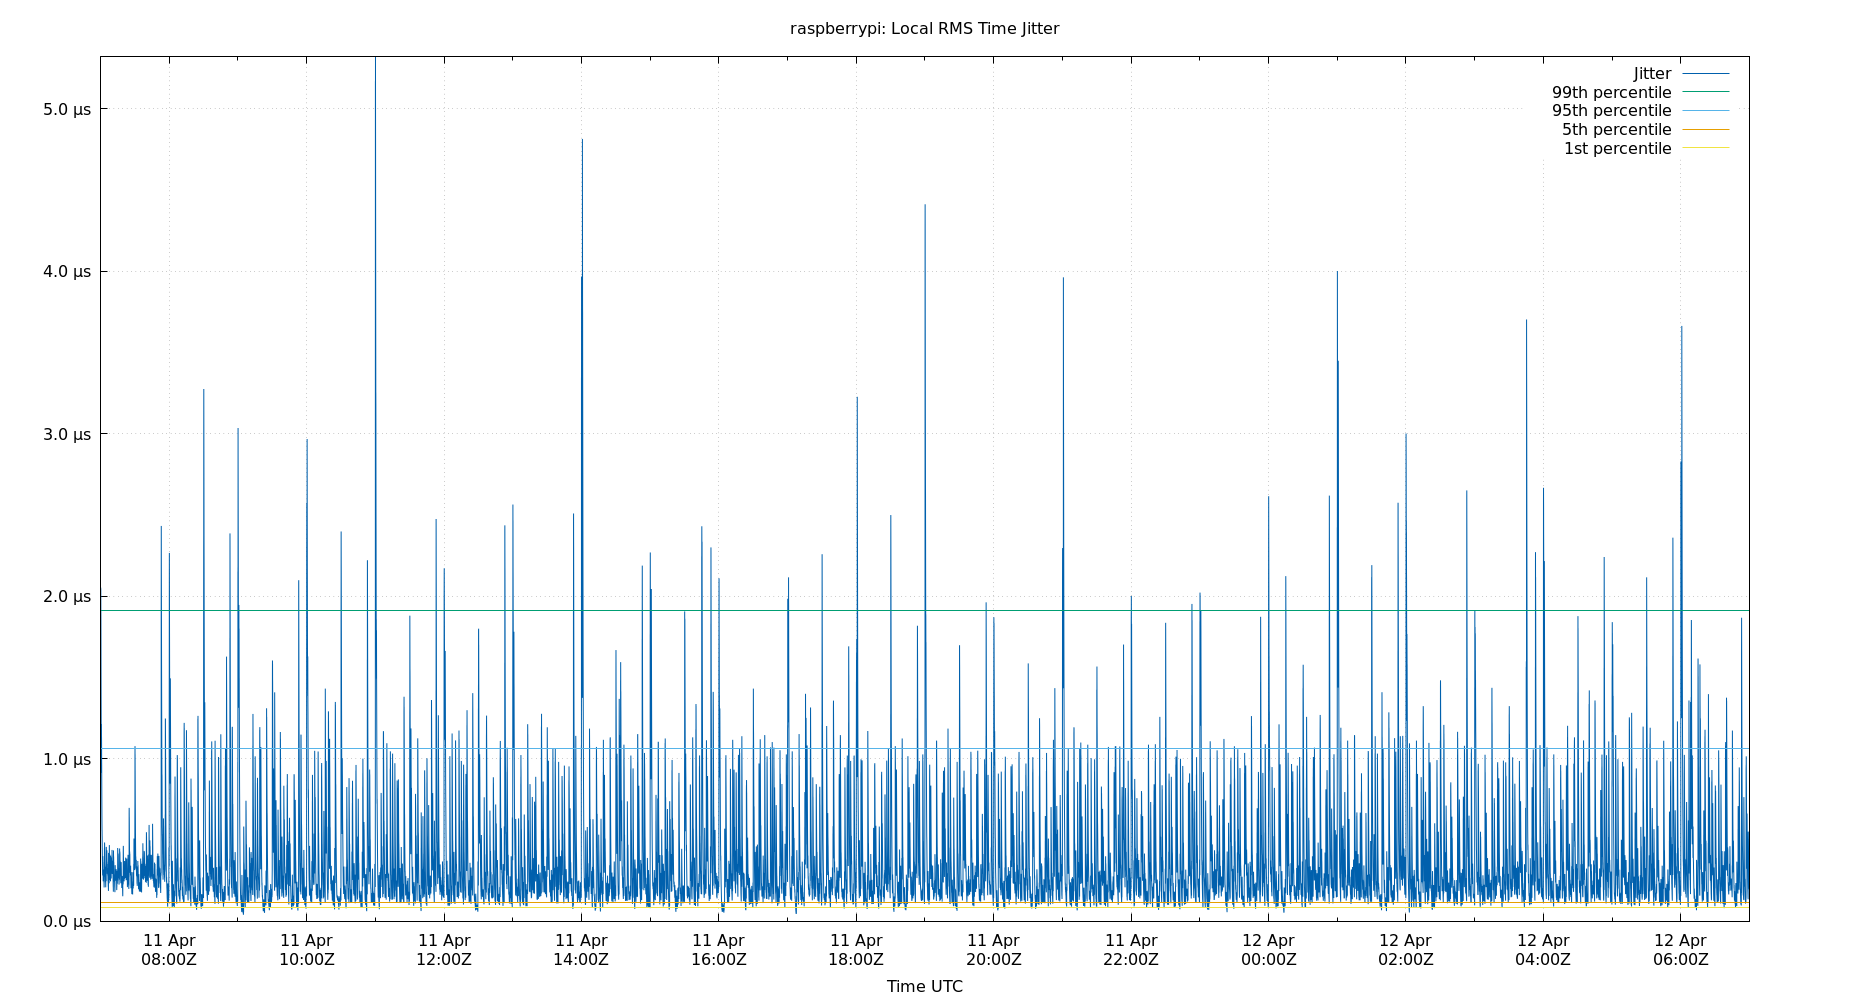 raspberrypi: Local RMS Time Jitter
Jitter
99th percentile
95th percentile
5th percentile
1st percentile
5.0 µs
4.0 µs
3.0 µs
2.0 µs
1.0 µs
0.0 µs
11 Apr 11 Apr 11 Apr 11 Apr 11 Apr 11 Apr 11 Apr 11 Apr 12 Apr 12 Apr 12 Apr 12 Apr
08:00Z 10:00Z 12:00Z 14:00Z 16:00Z 18:00Z 20:00Z 22:00Z 00:00Z 02:00Z 04:00Z 06:00Z
Time UTC